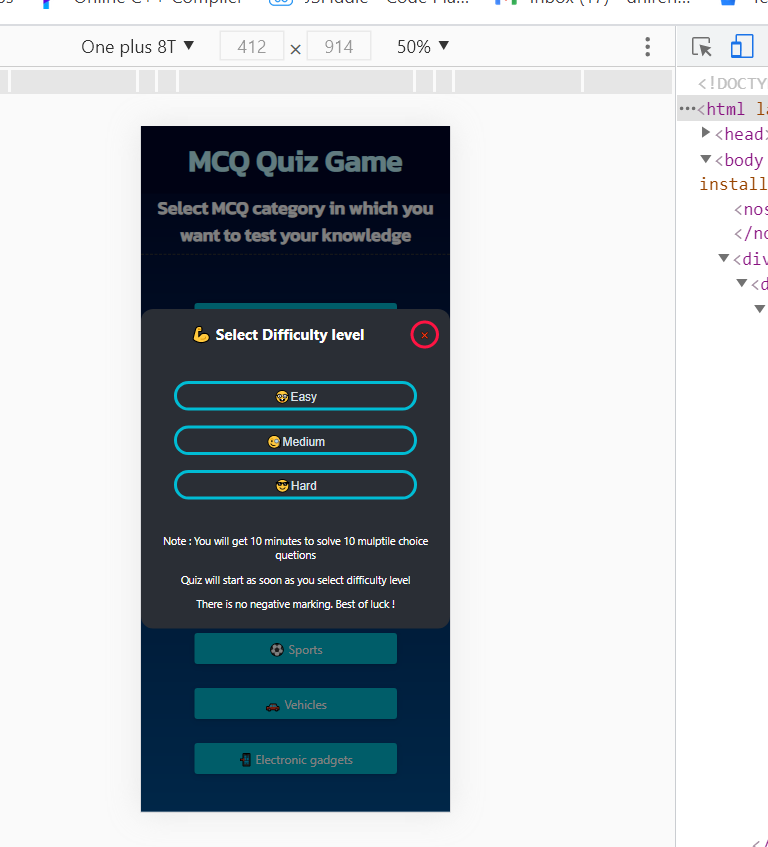 One plus 8T ▼ 412 × 914 50% ▼
<!DOCTY
···<html la
▶<head>
▼<body
install
<nos
</no
▼<div
▼<d
▼
MCQ Quiz Game
Select MCQ category in which you
want to test your knowledge
💪 Select Difficulty level ×
🤓Easy
🧐Medium
😎Hard
Note : You will get 10 minutes to solve 10 mulptile choice
quetions
Quiz will start as soon as you select difficulty level
There is no negative marking. Best of luck !
⚽ Sports
🚗 Vehicles
📱 Electronic gadgets